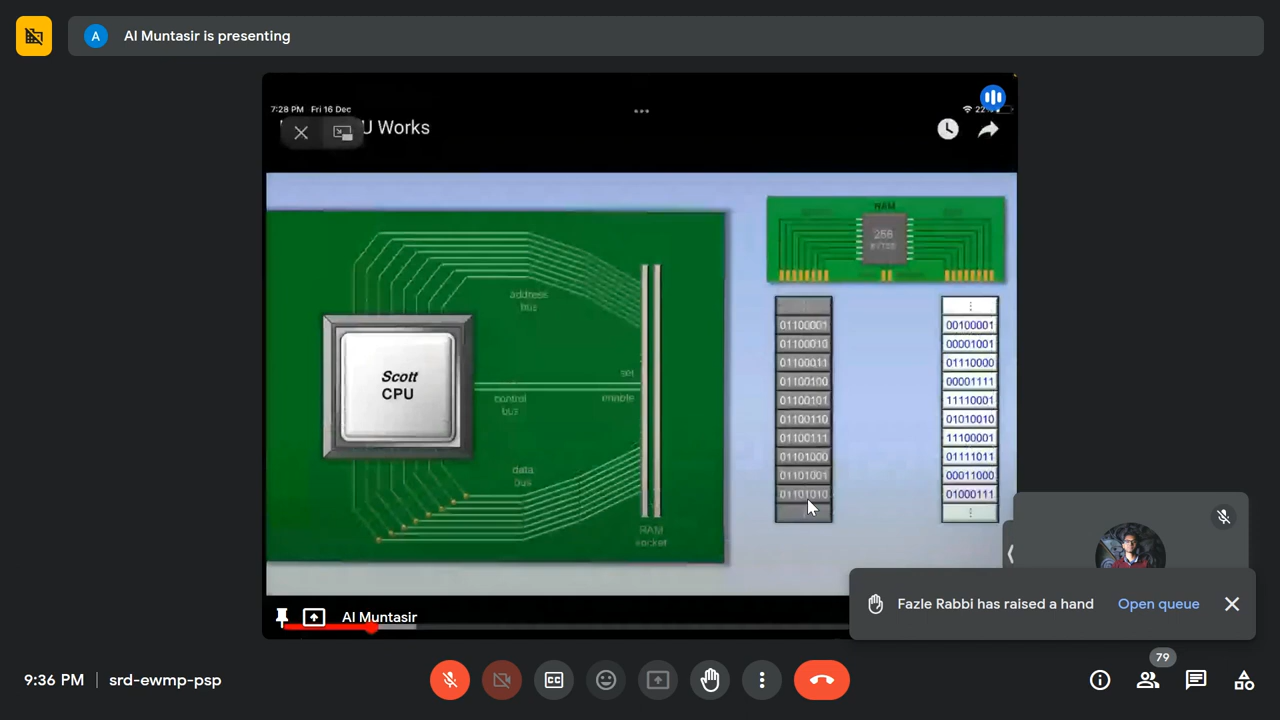 A Al Muntasir is presenting
7:28 PM Fri 16 Dec
U Works
RAM
256
BYTES
address
bus
Scott
CPU
set
control
bus
enable
data
bus
RAM
socket
01100001 00100001
01100010 00001001
01100011 01110000
01100100 00001111
01100101 11110001
01100110 01010010
01100111 11100001
01101000 01111011
01101001 00011000
01101010 01000111
Al Muntasir
Fazle Rabbi has raised a hand Open queue
79
9:36 PM | srd-ewmp-psp
CC